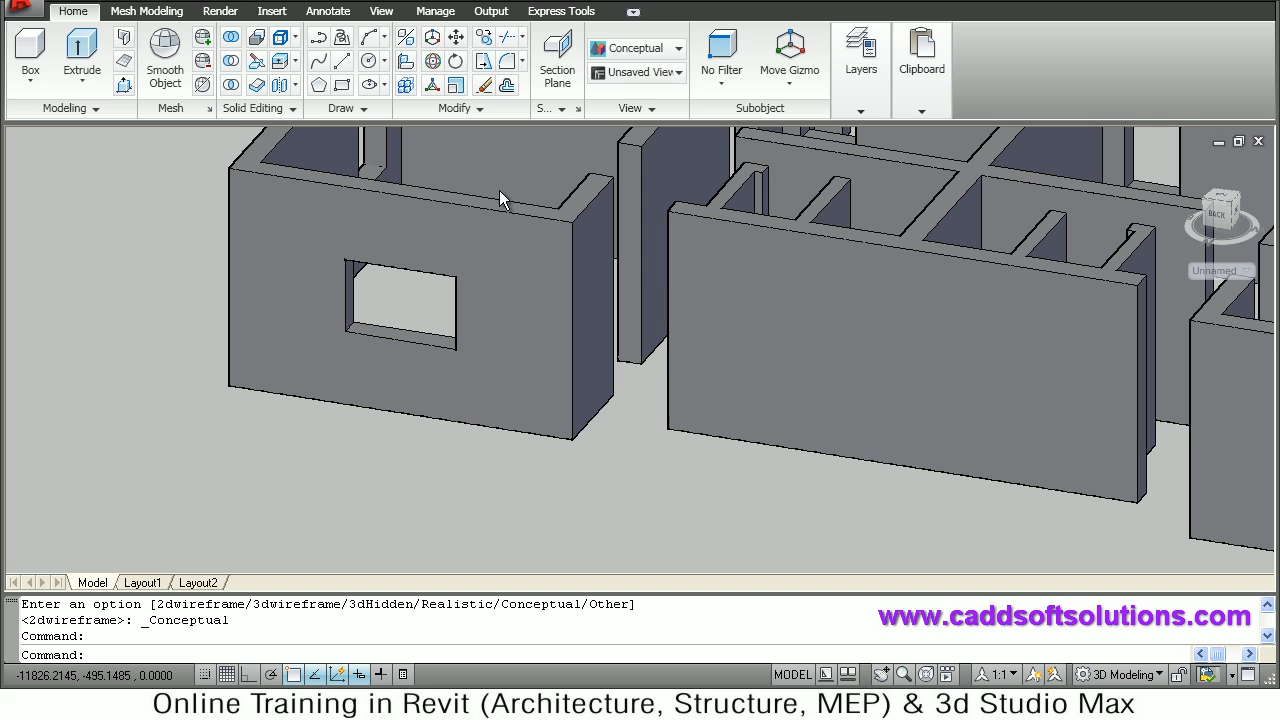 Home Mesh Modeling Render Insert Annotate View Manage Output Express Tools
Conceptual
Unsaved View
Box Extrude Smooth Object Section Plane No Filter Move Gizmo Layers Clipboard
Modeling Mesh Solid Editing Draw Modify S... View Subobject
BACK
Unnamed
Model Layout1 Layout2
Enter an option [2dwireframe/3dwireframe/3dHidden/Realistic/Conceptual/Other]
<2dwireframe>: _Conceptual
Command:
Command:
www.caddsoftsolutions.com
-11826.2145, -495.1485 , 0.0000 MODEL 1:1 3D Modeling
Online Training in Revit (Architecture, Structure, MEP) & 3d Studio Max